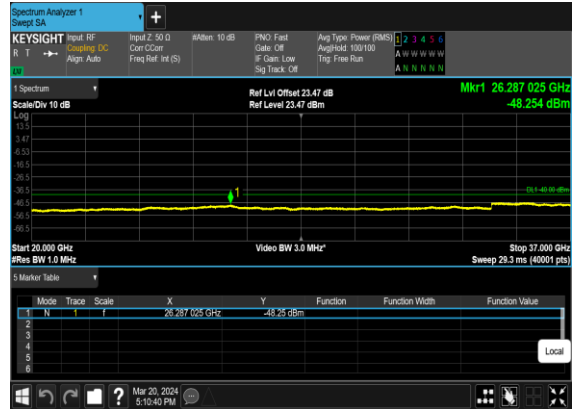 Spectrum Analyzer 1
Swept SA
+
KEYSIGHT Input: RF Input Z: 50 Ω #Atten: 10 dB PNO: Fast Avg Type: Power (RMS) 1 2 3 4 5 6
R T Coupling: DC Corr CCorr Gate: Off Avg|Hold: 100/100 A W W W W W
Align: Auto Freq Ref: Int (S) IF Gain: Low Trig: Free Run
Sig Track: Off A N N N N N
1 Spectrum Ref Lvl Offset 23.47 dB Mkr1 26.287 025 GHz
Scale/Div 10 dB Ref Level 23.47 dBm -48.254 dBm
Log
13.5
3.47
-6.53
-16.5
-26.5
-36.5
1
DL1 -40.00 dBm
-46.5
-56.5
-66.5
Start 20.000 GHz Video BW 3.0 MHz* Stop 37.000 GHz
#Res BW 1.0 MHz Sweep 29.3 ms (40001 pts)
5 Marker Table
Mode Trace Scale X Y Function Function Width Function Value
1 N 1 f 26.287 025 GHz -48.25 dBm
2
3
4
5
6
Local
? Mar 20, 2024
5:10:40 PM